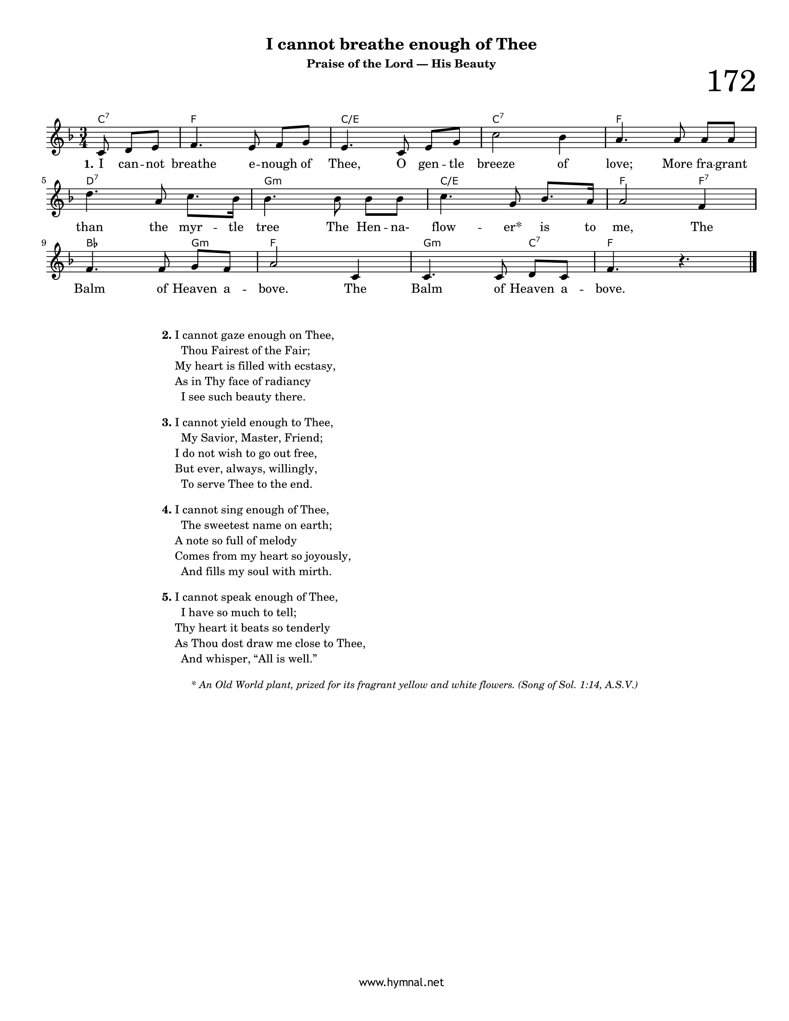 I cannot breathe enough of Thee
Praise of the Lord — His Beauty
172
C7 F C/E C7 F
1. I can - not breathe e - nough of Thee, O gen - tle breeze of love; More fra - grant
5 D7 Gm C/E F F7
than the myr - tle tree The Hen - na- flow - er* is to me, The
9 B♭ Gm F Gm C7 F
Balm of Heaven a - bove. The Balm of Heaven a - bove.
2. I cannot gaze enough on Thee,
Thou Fairest of the Fair;
My heart is filled with ecstasy,
As in Thy face of radiancy
I see such beauty there.
3. I cannot yield enough to Thee,
My Savior, Master, Friend;
I do not wish to go out free,
But ever, always, willingly,
To serve Thee to the end.
4. I cannot sing enough of Thee,
The sweetest name on earth;
A note so full of melody
Comes from my heart so joyously,
And fills my soul with mirth.
5. I cannot speak enough of Thee,
I have so much to tell;
Thy heart it beats so tenderly
As Thou dost draw me close to Thee,
And whisper, “All is well.”
* An Old World plant, prized for its fragrant yellow and white flowers. (Song of Sol. 1:14, A.S.V.)
www.hymnal.net